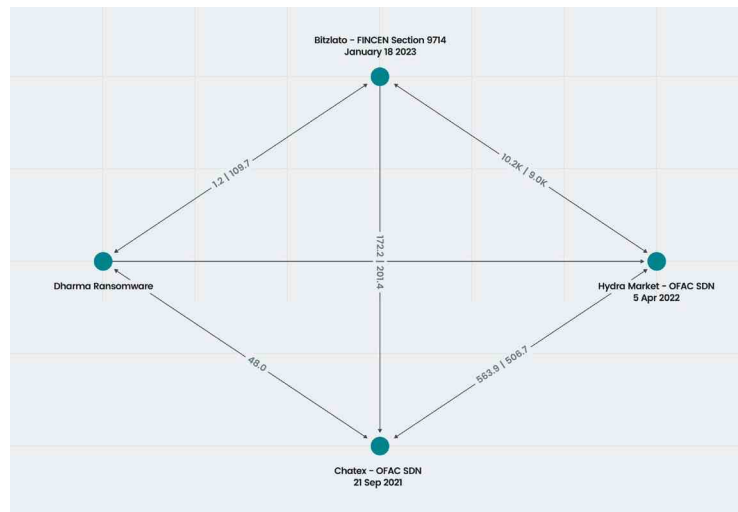 Bitzlato - FINCEN Section 9714
January 18 2023
1.2 | 109.7
10.2K | 9.0K
172.2 | 201.4
Dharma Ransomware
Hydra Market - OFAC SDN
5 Apr 2022
48.0
563.9 | 506.7
Chatex - OFAC SDN
21 Sep 2021